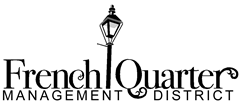 French Quarter
MANAGEMENT DISTRICT